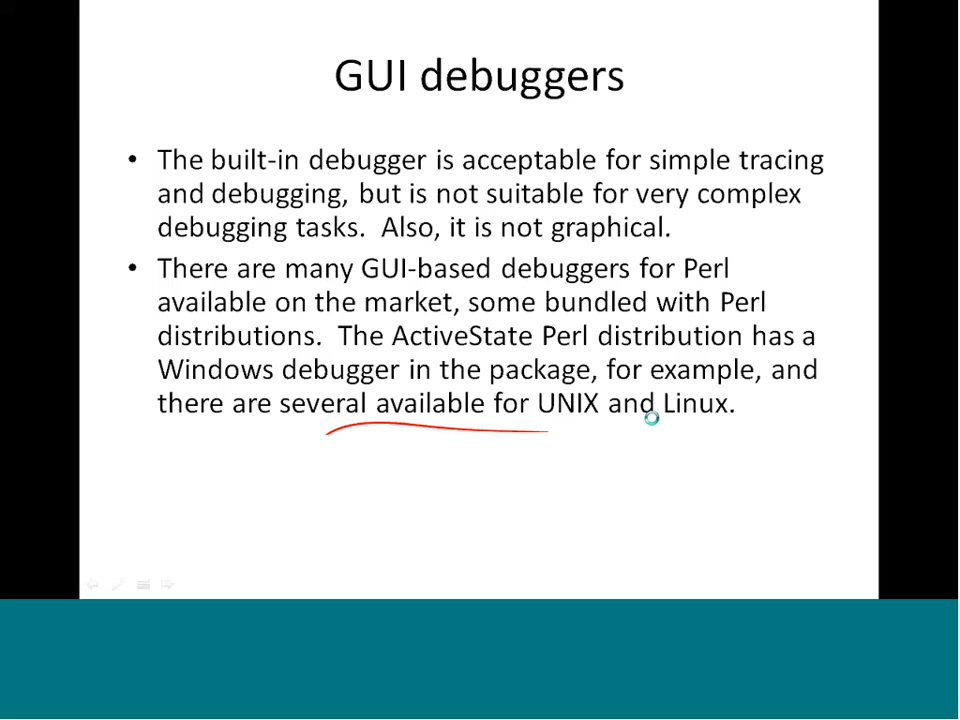 GUI debuggers
• The built-in debugger is acceptable for simple tracing
and debugging, but is not suitable for very complex
debugging tasks.  Also, it is not graphical.
• There are many GUI-based debuggers for Perl
available on the market, some bundled with Perl
distributions.  The ActiveState Perl distribution has a
Windows debugger in the package, for example, and
there are several available for UNIX and Linux.